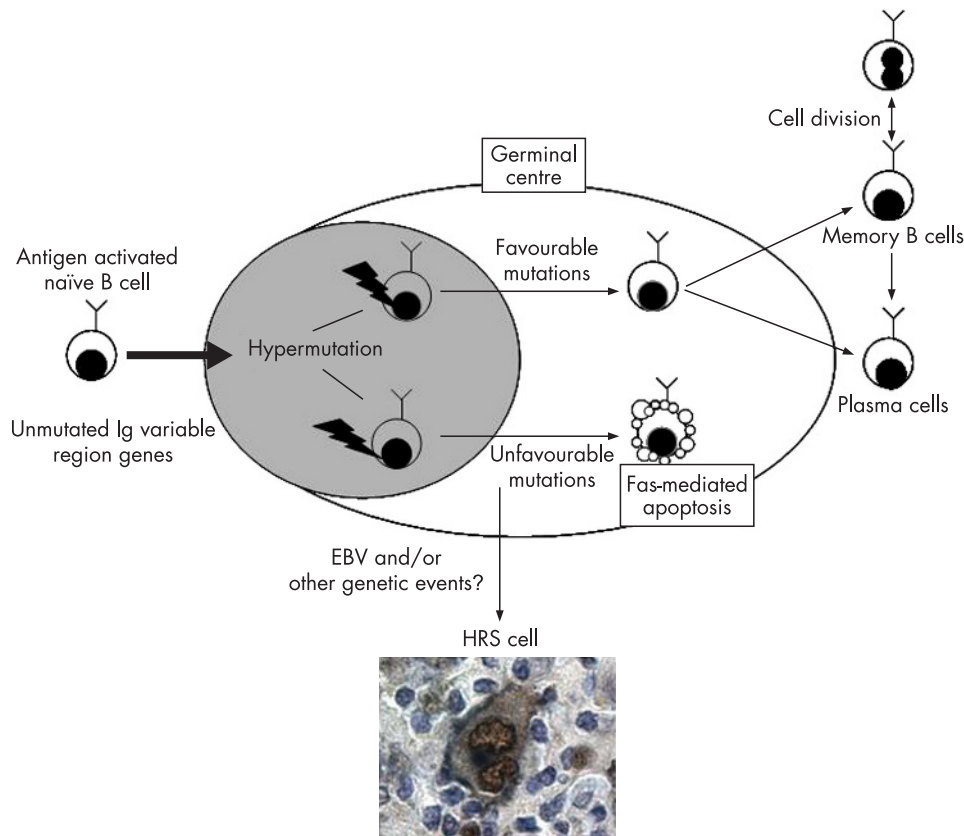 Cell division
Germinal
centre
Memory B cells
Antigen activated
naïve B cell
Favourable
mutations
Hypermutation
Plasma cells
Unmutated Ig variable
region genes
Unfavourable
mutations
Fas-mediated
apoptosis
EBV and/or
other genetic events?
HRS cell